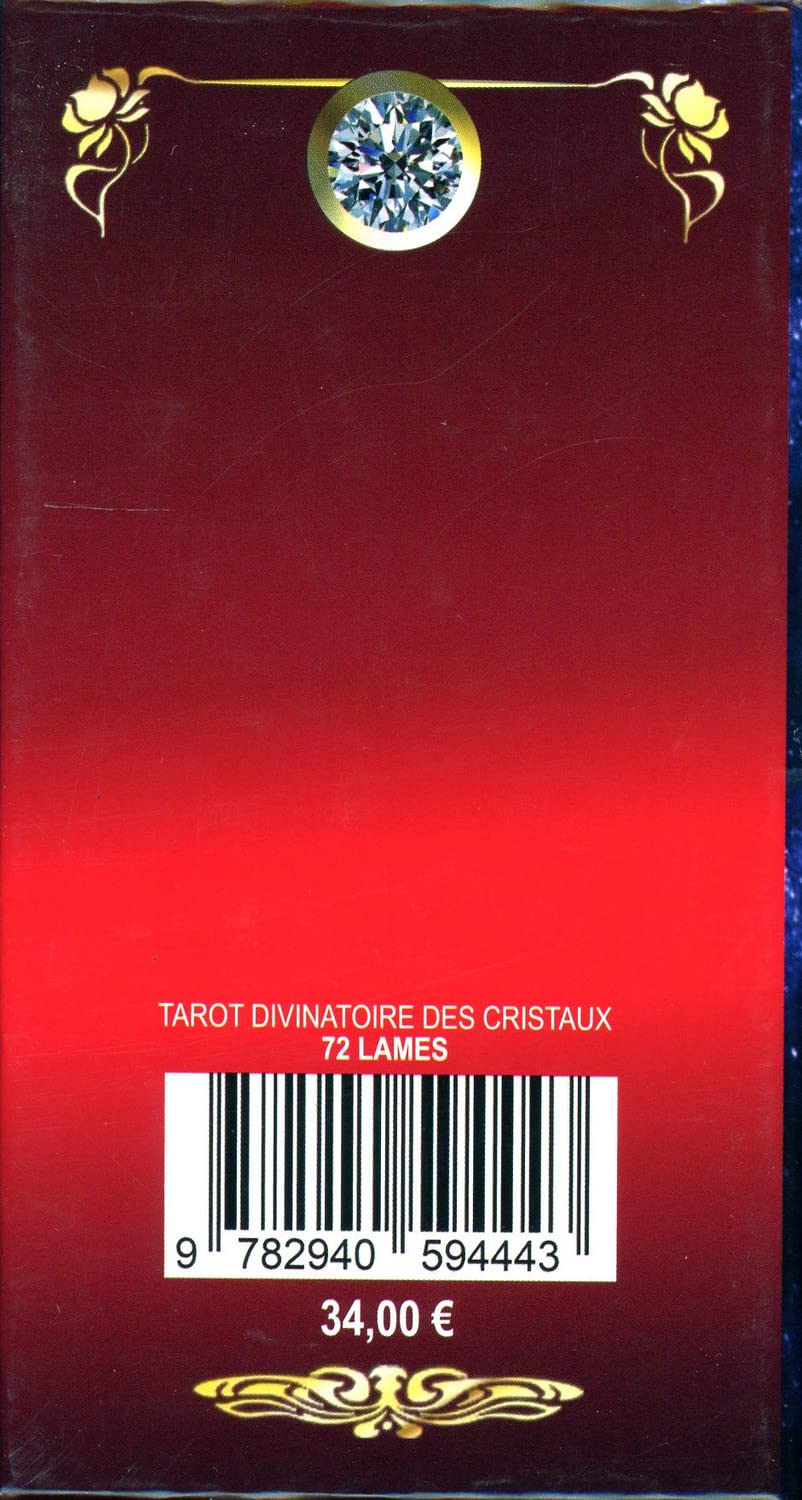 TAROT DIVINATOIRE DES CRISTAUX
72 LAMES
9 782940 594443
34,00 €